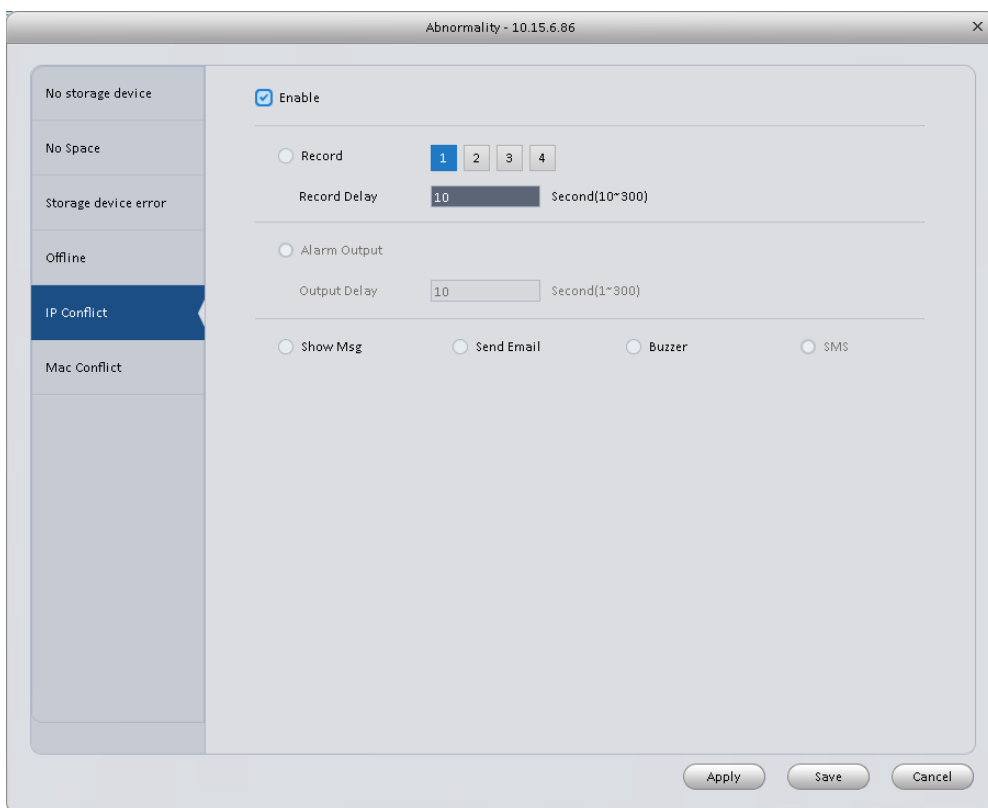 Abnormality - 10.15.6.86
No storage device
No Space
Storage device error
Offline
IP Conflict
Mac Conflict
Enable
Record 1 2 3 4
Record Delay 10 Second(10~300)
Alarm Output
Output Delay 10 Second(1~300)
Show Msg Send Email Buzzer SMS
Apply Save Cancel